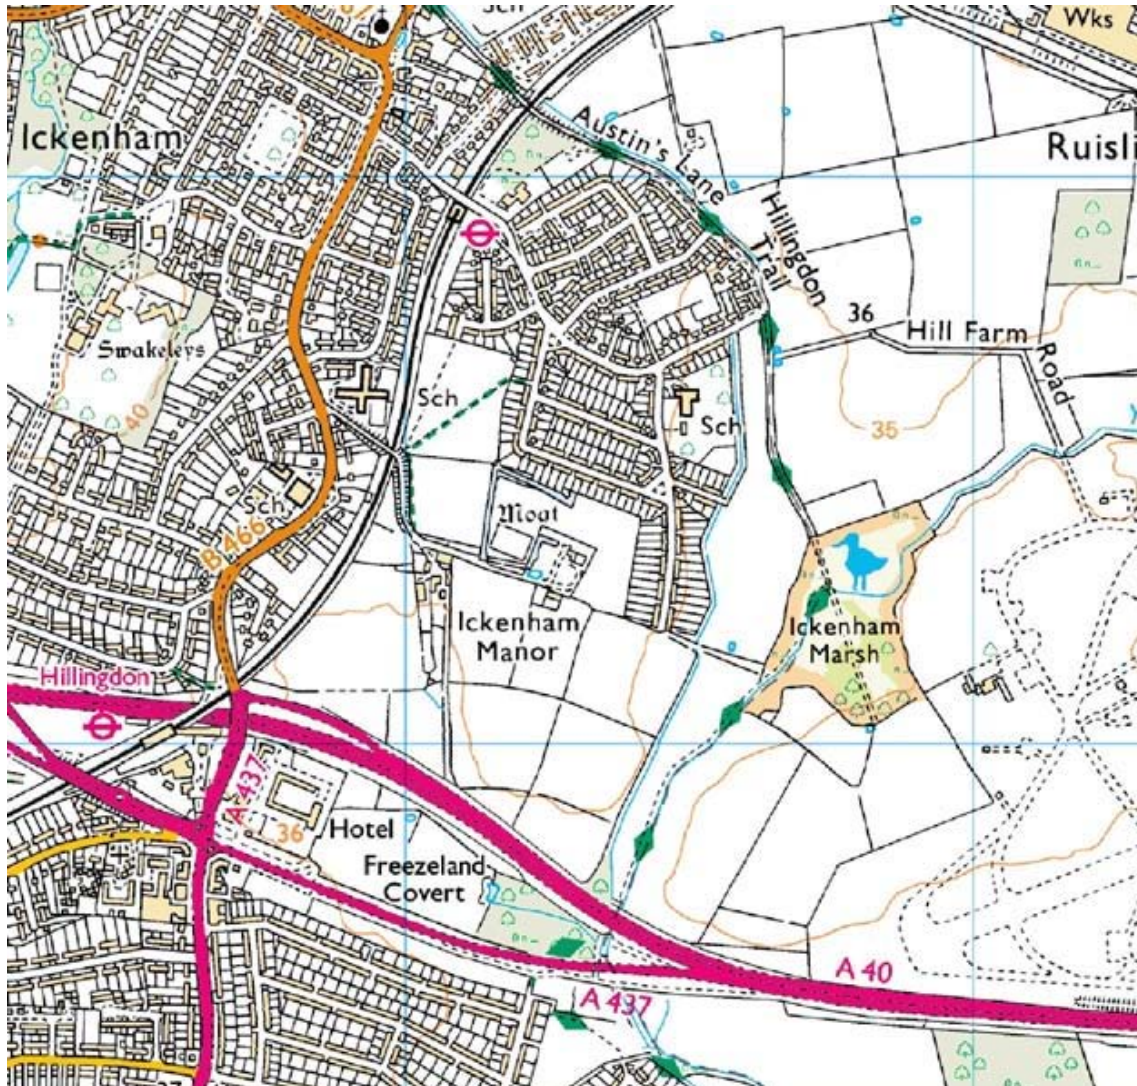 Wks
Ickenham
Austin's Lane
Ruisli
Hillingdon
Trail
36
Hill Farm
Road
Swakeleys
40
Sch
Sch
35
Sch
Moat
B 466
Ickenham
Manor
Ickenham
Marsh
Hillingdon
A 437
36
Hotel
Freezeland
Covert
A 40
A 437